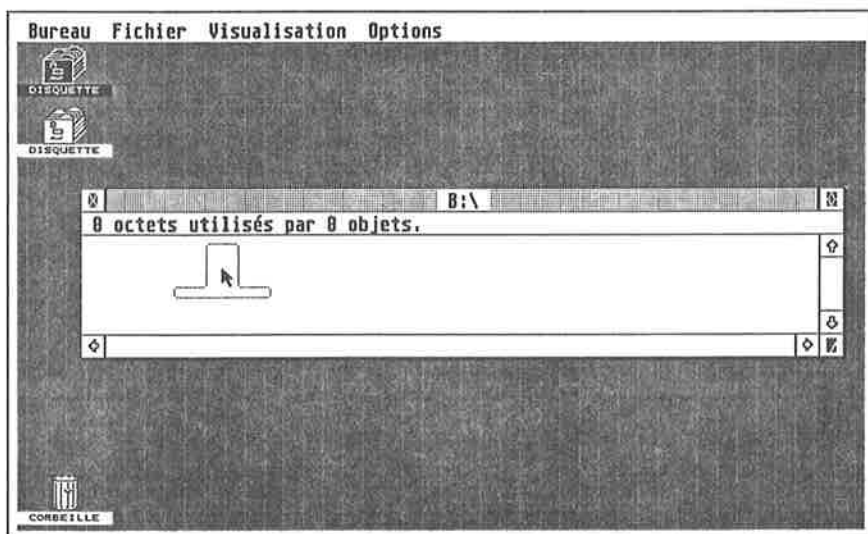 Bureau Fichier Visualisation Options
DISQUETTE
DISQUETTE
B:\
0 octets utilisés par 0 objets.
CORBEILLE